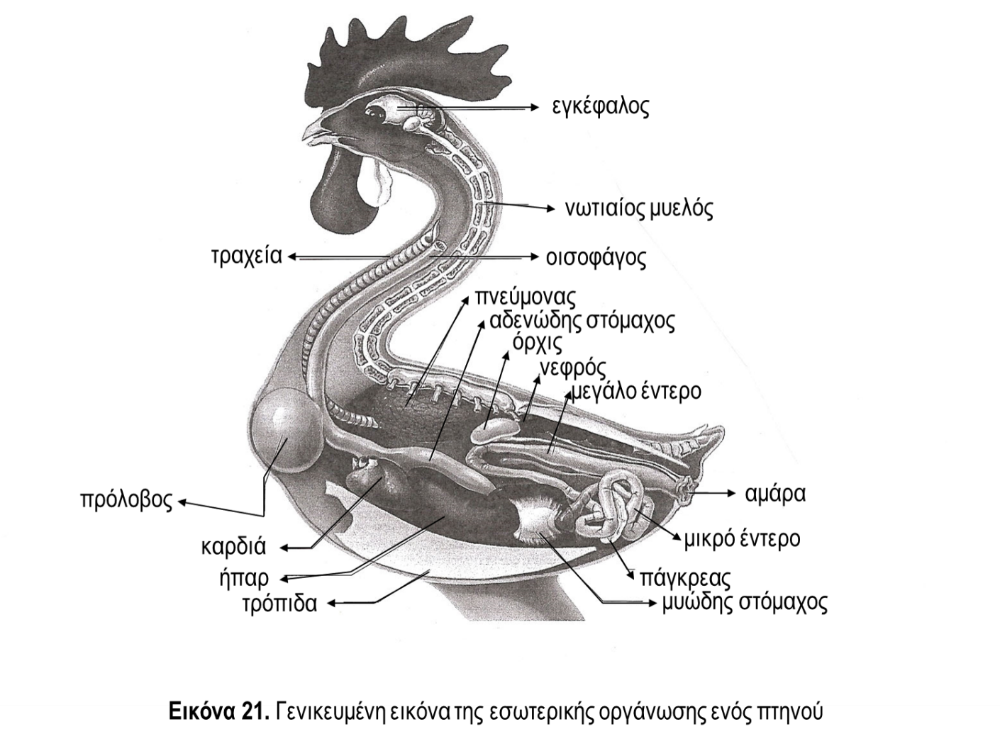 εγκέφαλος
νωτιαίος μυελός
τραχεία
οισοφάγος
πνεύμονας
αδενώδης στόμαχος
όρχις
νεφρός
μεγάλο έντερο
πρόλοβος
αμάρα
μικρό έντερο
καρδιά
ήπαρ
πάγκρεας
τρόπιδα
μυώδης στόμαχος
Εικόνα 21. Γενικευμένη εικόνα της εσωτερικής οργάνωσης ενός πτηνού